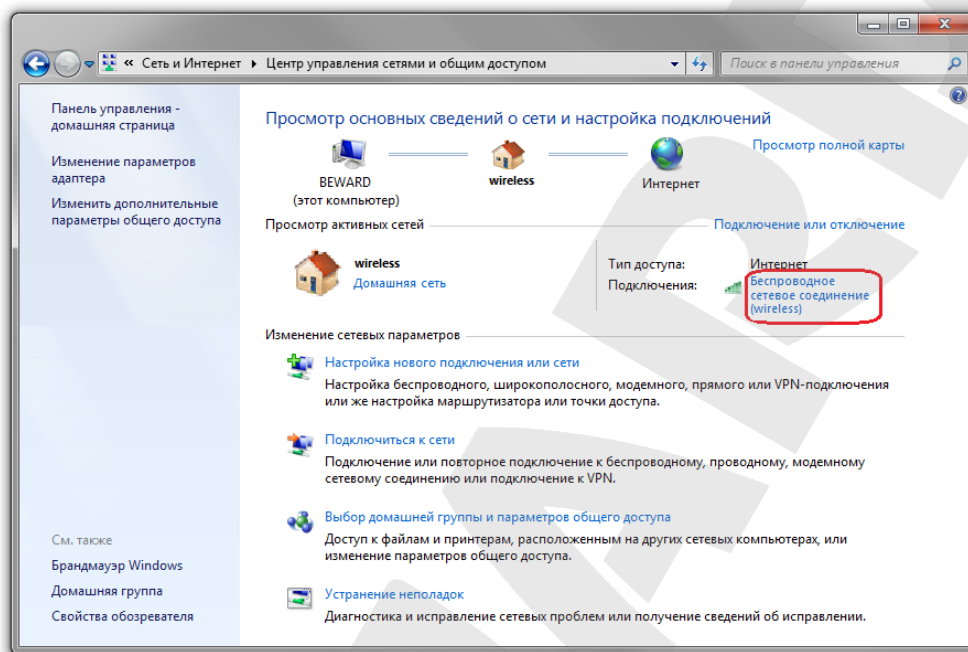 « Сеть и Интернет ▸ Центр управления сетями и общим доступом
Поиск в панели управления
Панель управления -
домашняя страница
Изменение параметров
адаптера
Изменить дополнительные
параметры общего доступа
См. также
Брандмауэр Windows
Домашняя группа
Свойства обозревателя
Просмотр основных сведений о сети и настройка подключений
BEWARD
(этот компьютер)
wireless
Интернет
Просмотр полной карты
Просмотр активных сетей
Подключение или отключение
wireless
Домашняя сеть
Тип доступа: Интернет
Подключения: Беспроводное
сетевое соединение
(wireless)
Изменение сетевых параметров
Настройка нового подключения или сети
Настройка беспроводного, широкополосного, модемного, прямого или VPN-подключения
или же настройка маршрутизатора или точки доступа.
Подключиться к сети
Подключение или повторное подключение к беспроводному, проводному, модемному
сетевому соединению или подключение к VPN.
Выбор домашней группы и параметров общего доступа
Доступ к файлам и принтерам, расположенным на других сетевых компьютерах, или
изменение параметров общего доступа.
Устранение неполадок
Диагностика и исправление сетевых проблем или получение сведений об исправлении.